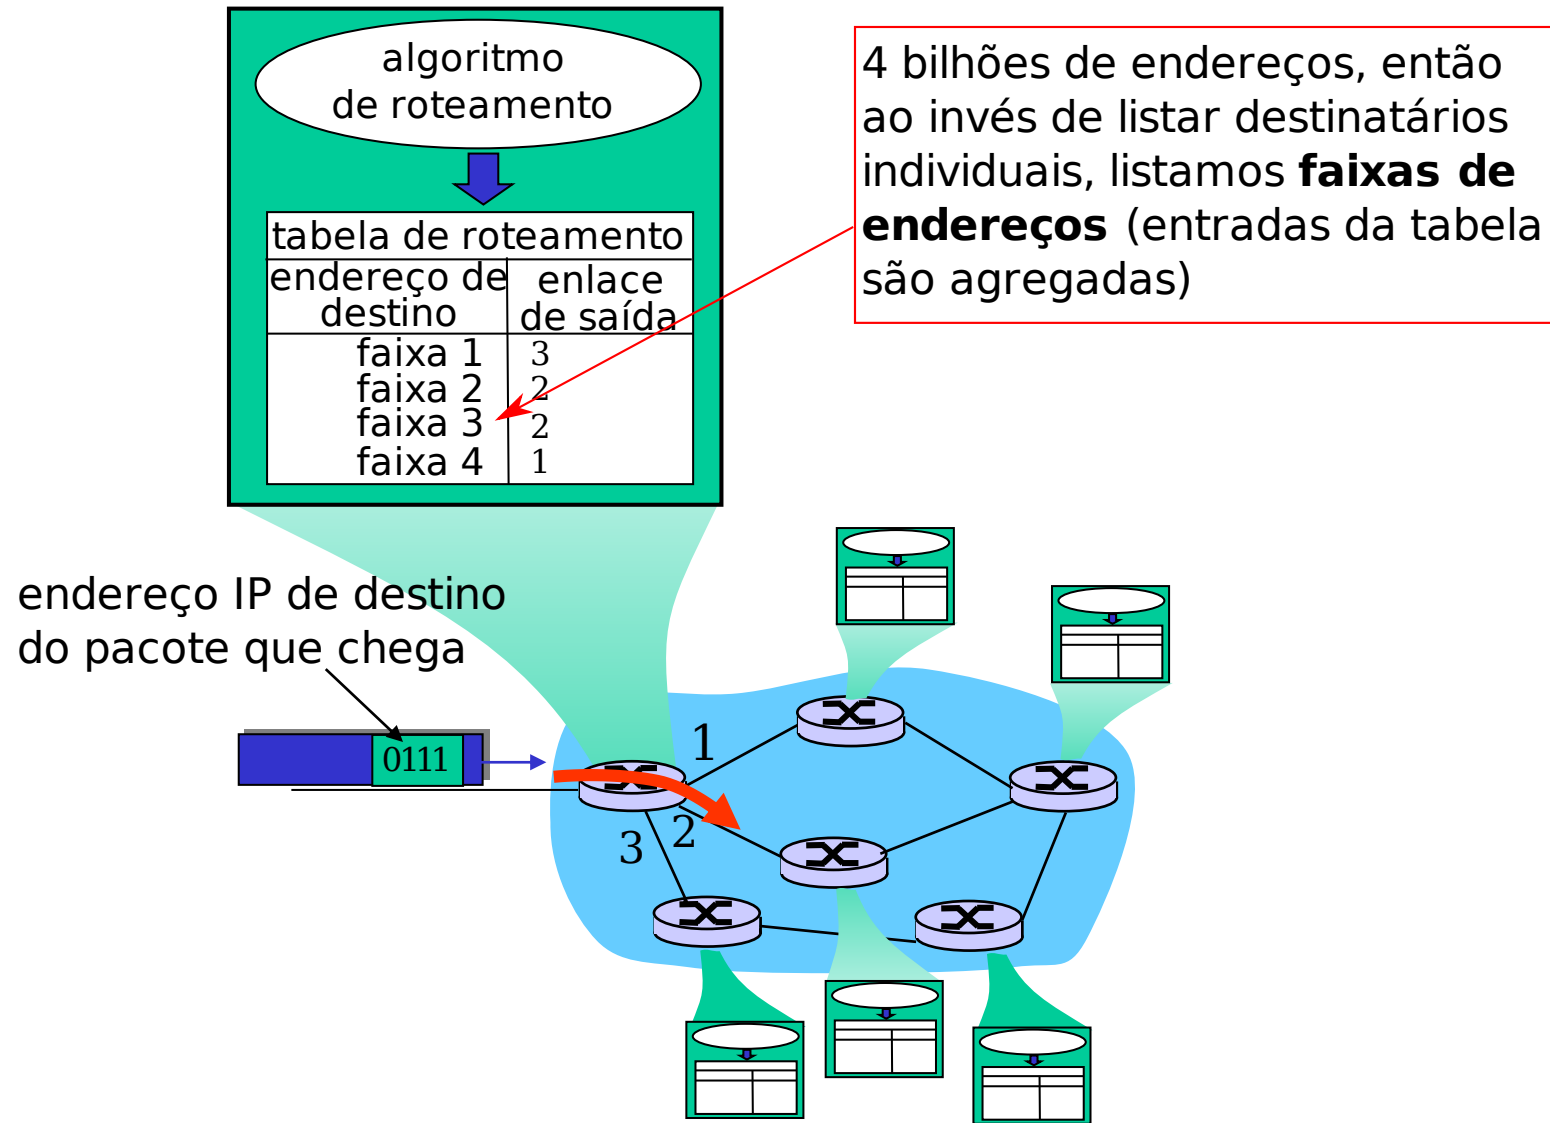 algoritmo
de roteamento
tabela de roteamento
endereço de destino
enlace de saída
faixa 1 3
faixa 2 2
faixa 3 2
faixa 4 1
4 bilhões de endereços, então
ao invés de listar destinatários
individuais, listamos faixas de
endereços (entradas da tabela
são agregadas)
endereço IP de destino
do pacote que chega
0111
1
2
3